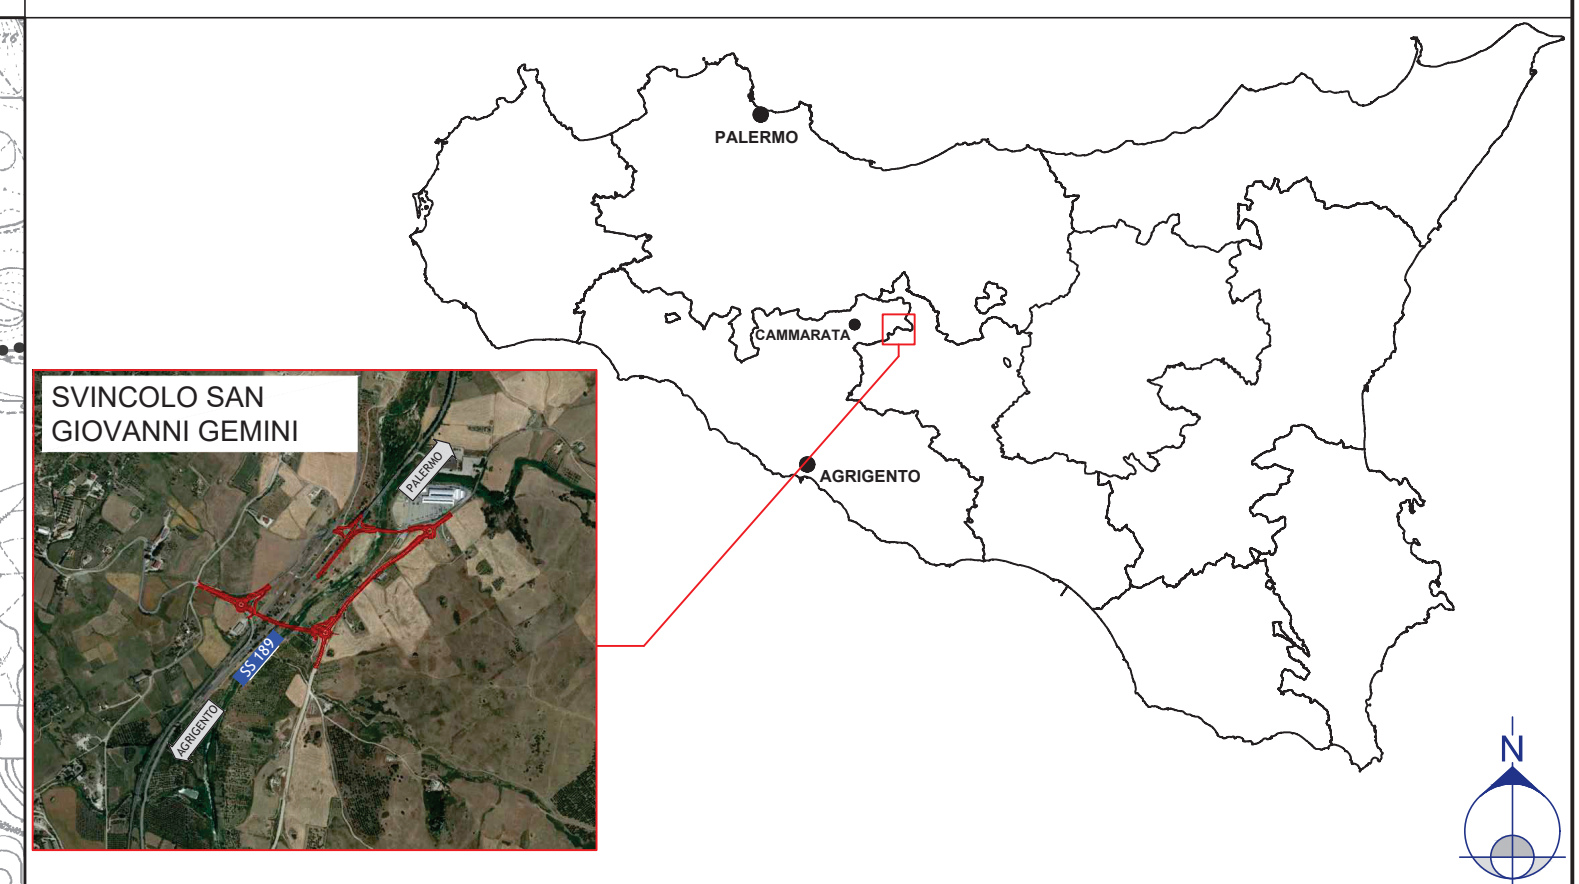 PALERMO
CAMMARATA
AGRIGENTO
SVINCOLO SAN
GIOVANNI GEMINI
PALERMO
SS 189
AGRIGENTO
N